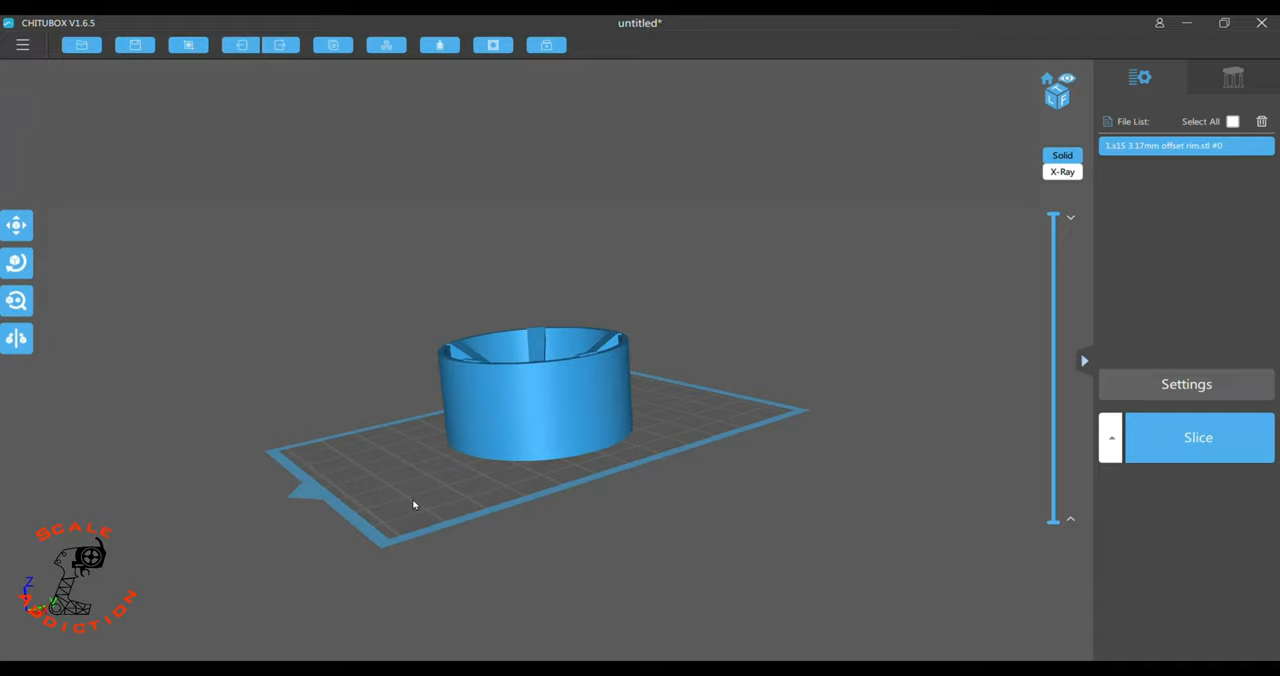 CHITUBOX V1.6.5
untitled*
File List:
Select All
1.s15 3.17mm offset rim.stl #0
Solid
X-Ray
T
L F
Settings
Slice
SCALE
ADDICTION
Z
Y